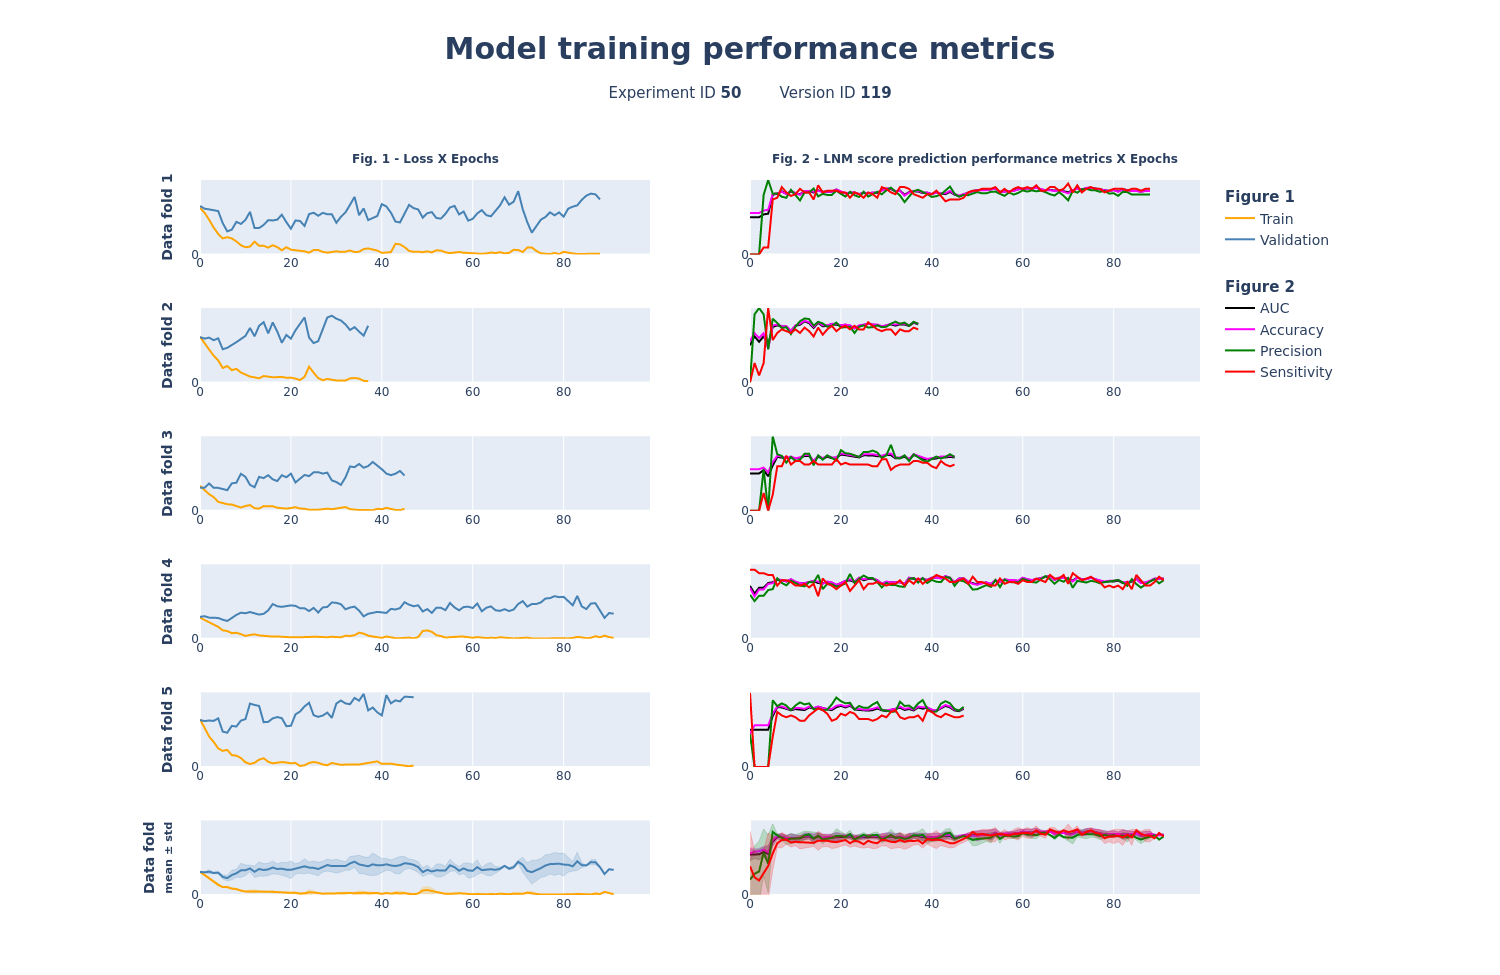 Model training performance metrics
Experiment ID 50 Version ID 119
Fig. 1 - Loss X Epochs
Fig. 2 - LNM score prediction performance metrics X Epochs
Data fold 1
0
0 20 40 60 80
0
0 20 40 60 80
Data fold 2
0
0 20 40 60 80
0
0 20 40 60 80
Data fold 3
0
0 20 40 60 80
0
0 20 40 60 80
Data fold 4
0
0 20 40 60 80
0
0 20 40 60 80
Data fold 5
0
0 20 40 60 80
0
0 20 40 60 80
Data fold
mean ± std
0
0 20 40 60 80
0
0 20 40 60 80
Figure 1
Train
Validation
Figure 2
AUC
Accuracy
Precision
Sensitivity